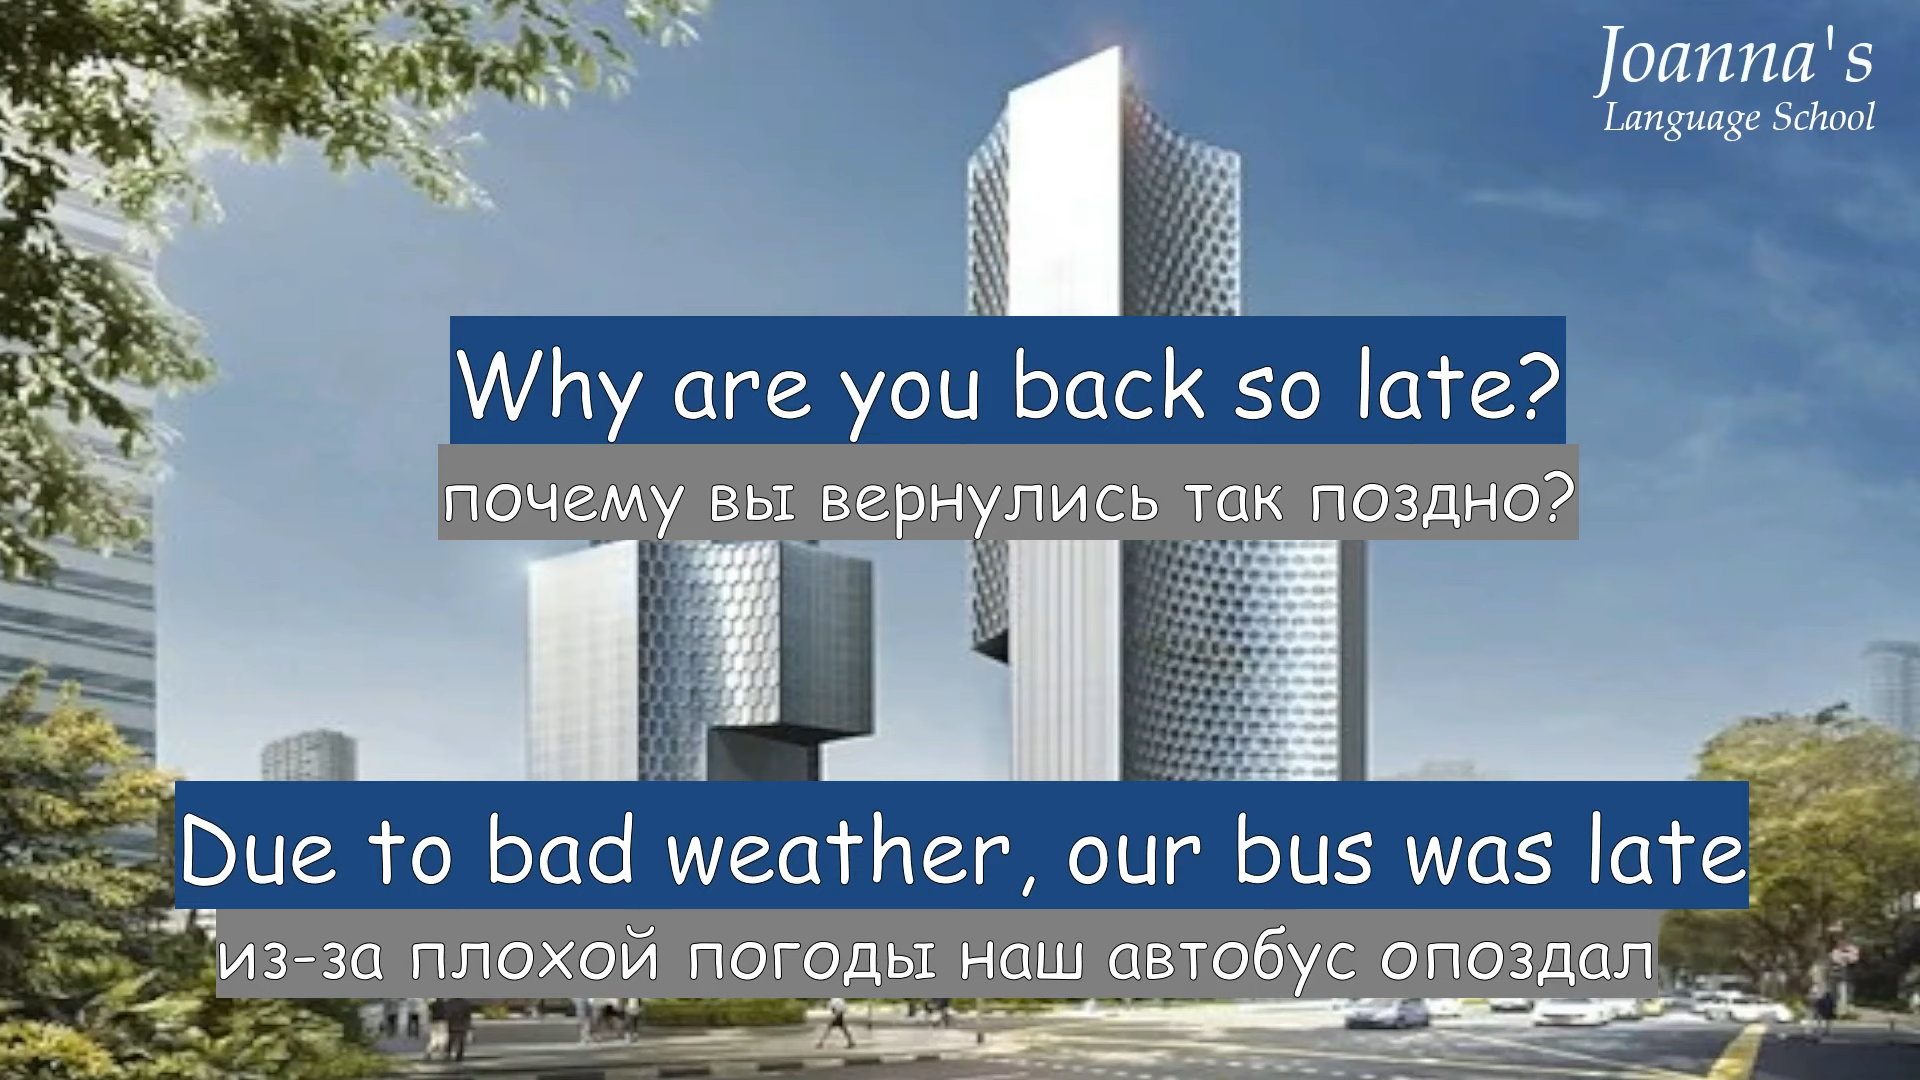 Joanna's
Language School
Why are you back so late?
почему вы вернулись так поздно?
Due to bad weather, our bus was late
из-за плохой погоды наш автобус опоздал